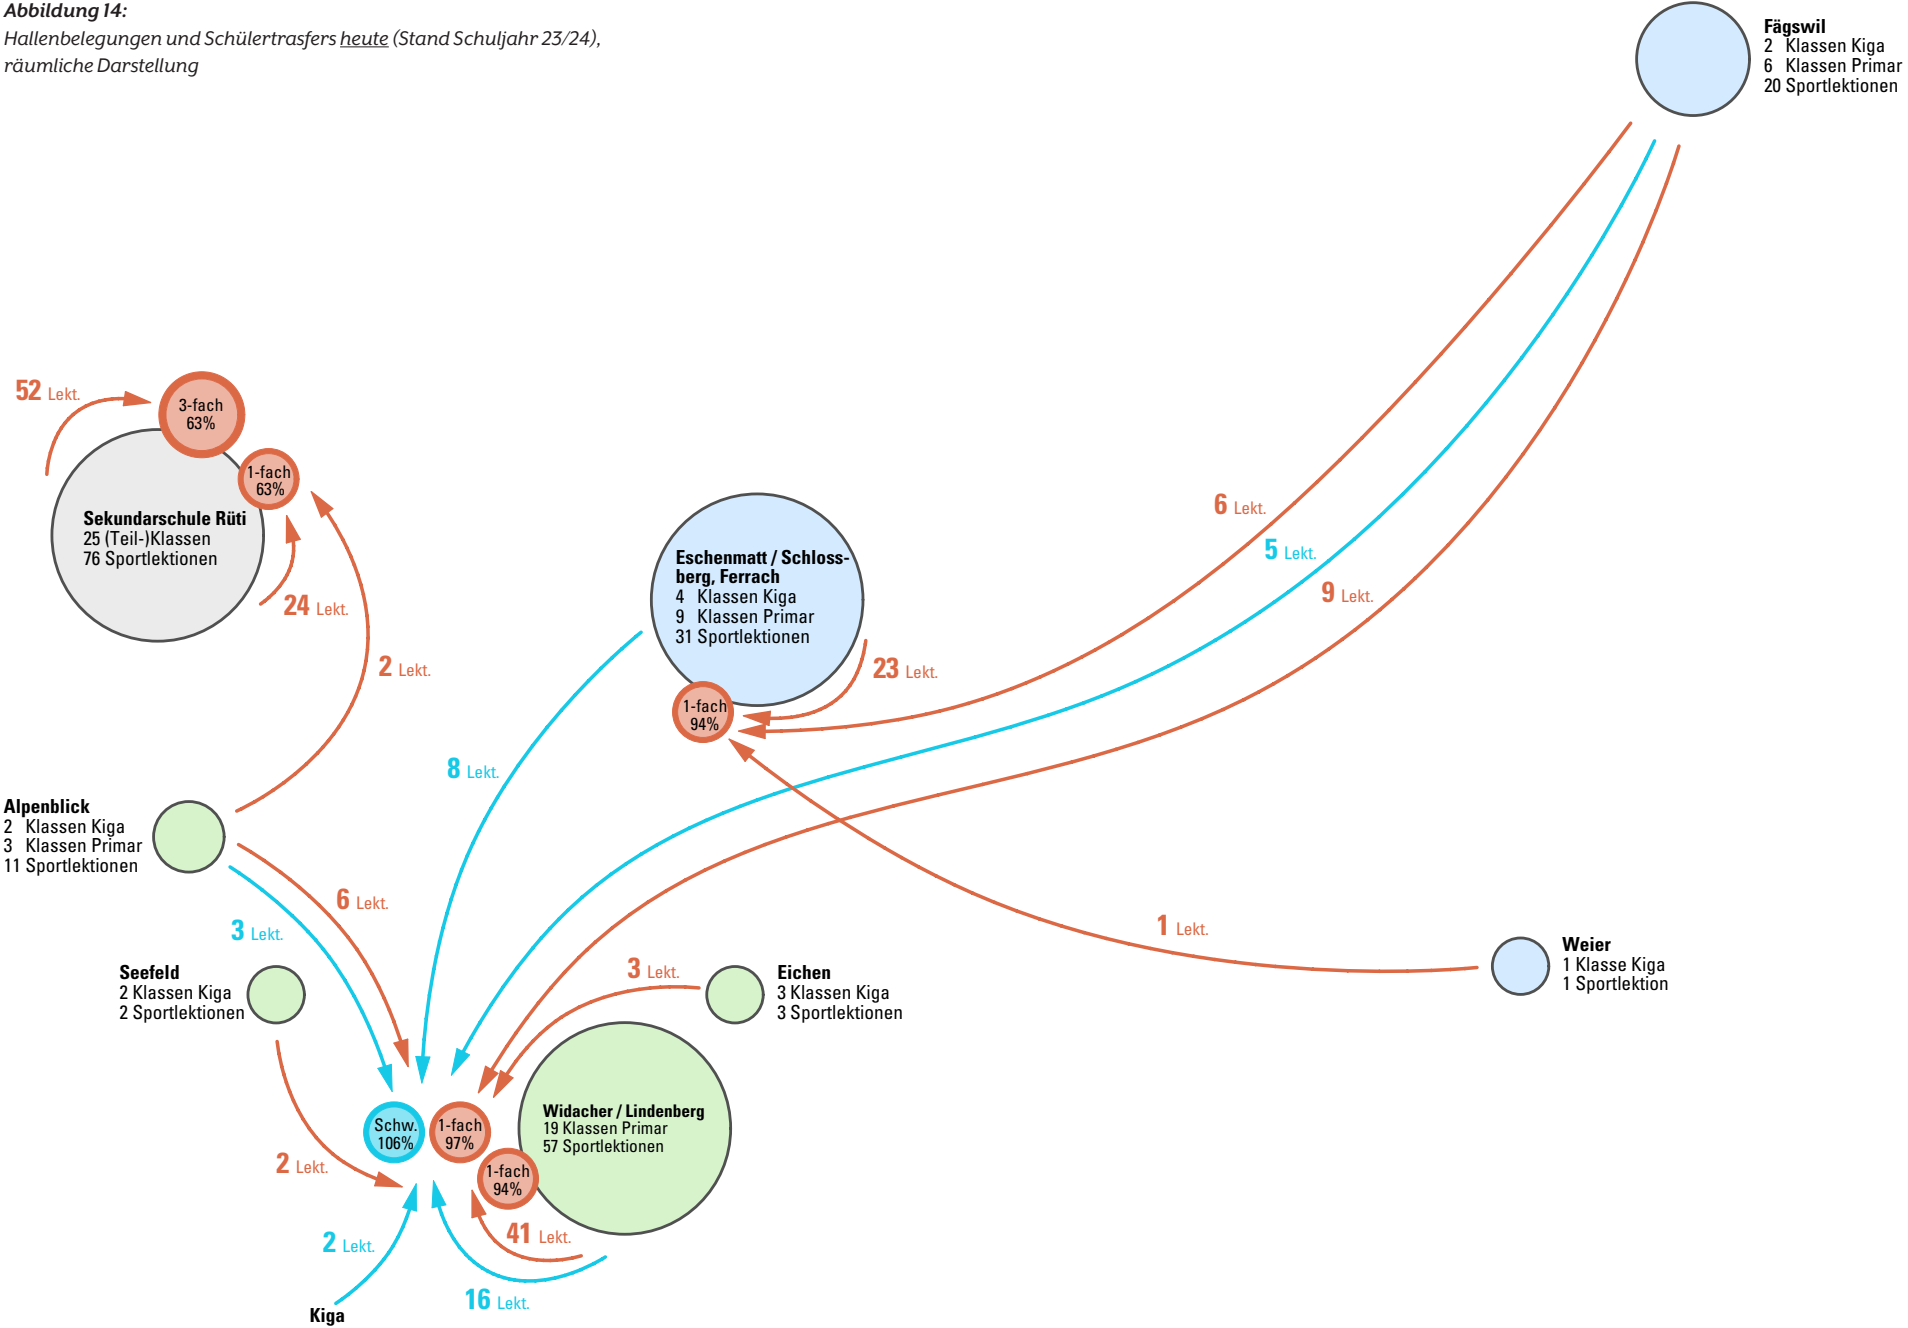 Abbildung 14:
Hallenbelegungen und Schülertrasfers heute (Stand Schuljahr 23/24),
räumliche Darstellung
Fägswil
2 Klassen Kiga
6 Klassen Primar
20 Sportlektionen
52 Lekt.
3-fach
63%
1-fach
63%
Sekundarschule Rüti
25 (Teil-)Klassen
76 Sportlektionen
24 Lekt.
2 Lekt.
Eschenmatt / Schloss-
berg, Ferrach
4 Klassen Kiga
9 Klassen Primar
31 Sportlektionen
23 Lekt.
1-fach
94%
6 Lekt.
5 Lekt.
9 Lekt.
8 Lekt.
Alpenblick
2 Klassen Kiga
3 Klassen Primar
11 Sportlektionen
6 Lekt.
3 Lekt.
1 Lekt.
Weier
1 Klasse Kiga
1 Sportlektion
Seefeld
2 Klassen Kiga
2 Sportlektionen
3 Lekt.
Eichen
3 Klassen Kiga
3 Sportlektionen
Schw.
106%
1-fach
97%
1-fach
94%
Widacher / Lindenberg
19 Klassen Primar
57 Sportlektionen
2 Lekt.
41 Lekt.
2 Lekt.
16 Lekt.
Kiga